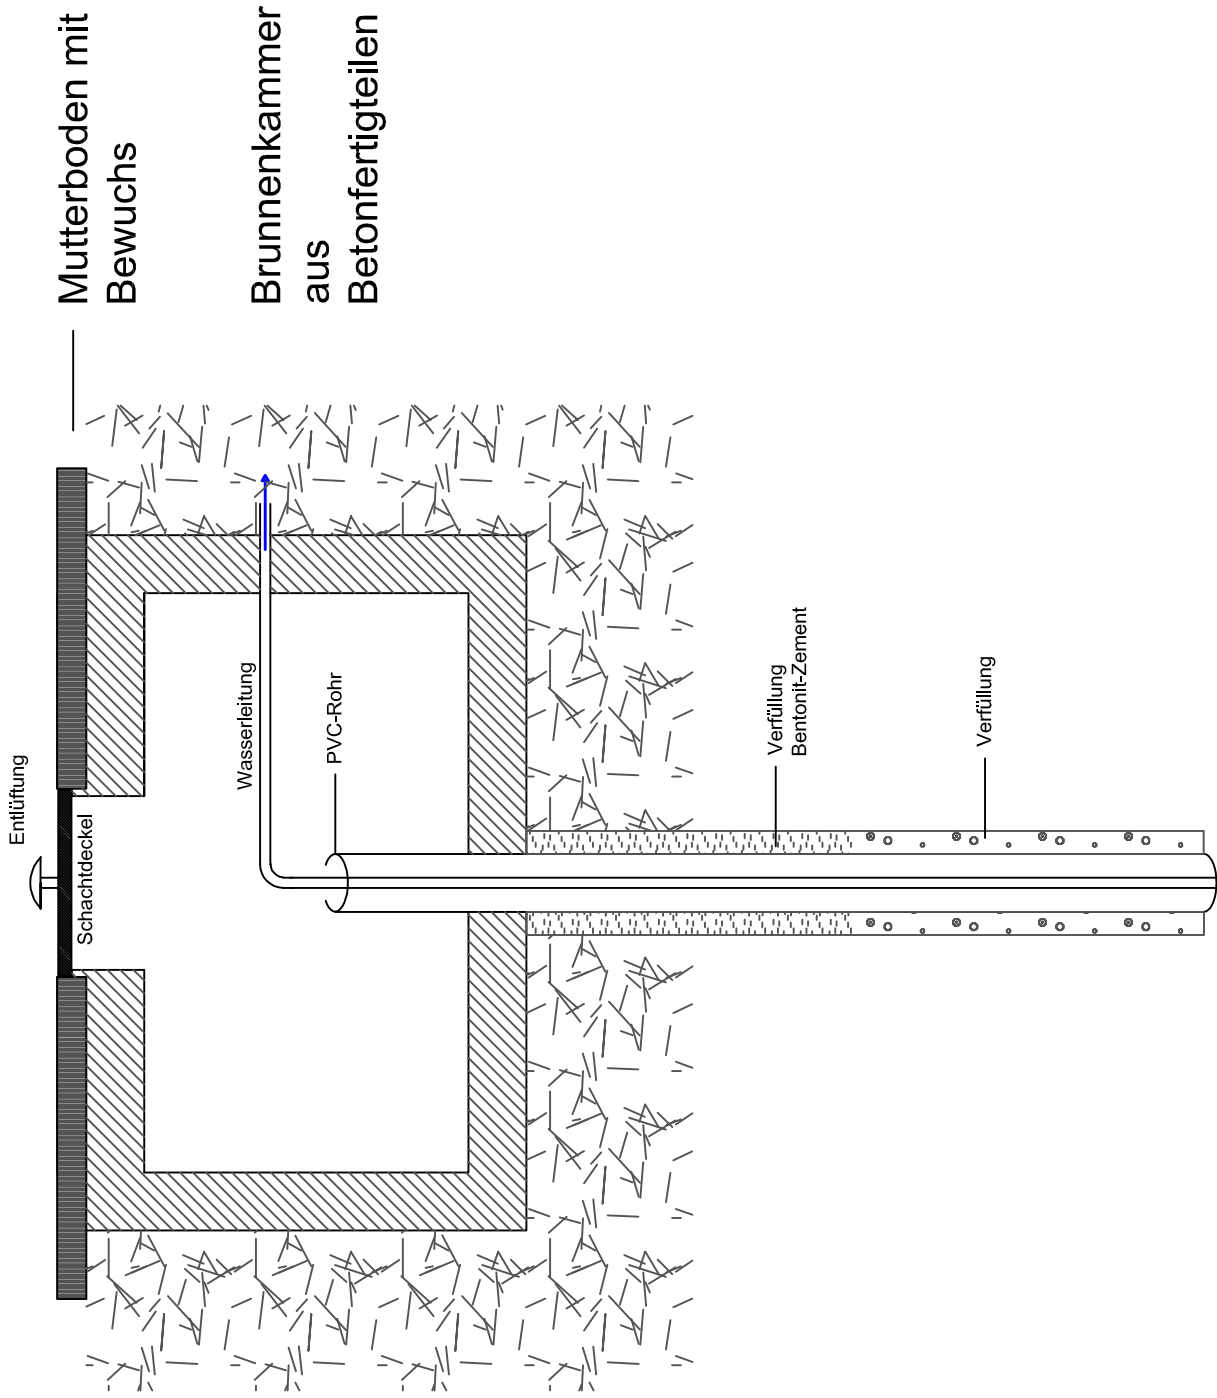 Mutterboden mit
Bewuchs
Brunnenkammer
aus
Betonfertigteilen
Entlüftung
Schachtdeckel
Wasserleitung
PVC-Rohr
Verfüllung
Bentonit-Zement
Verfüllung